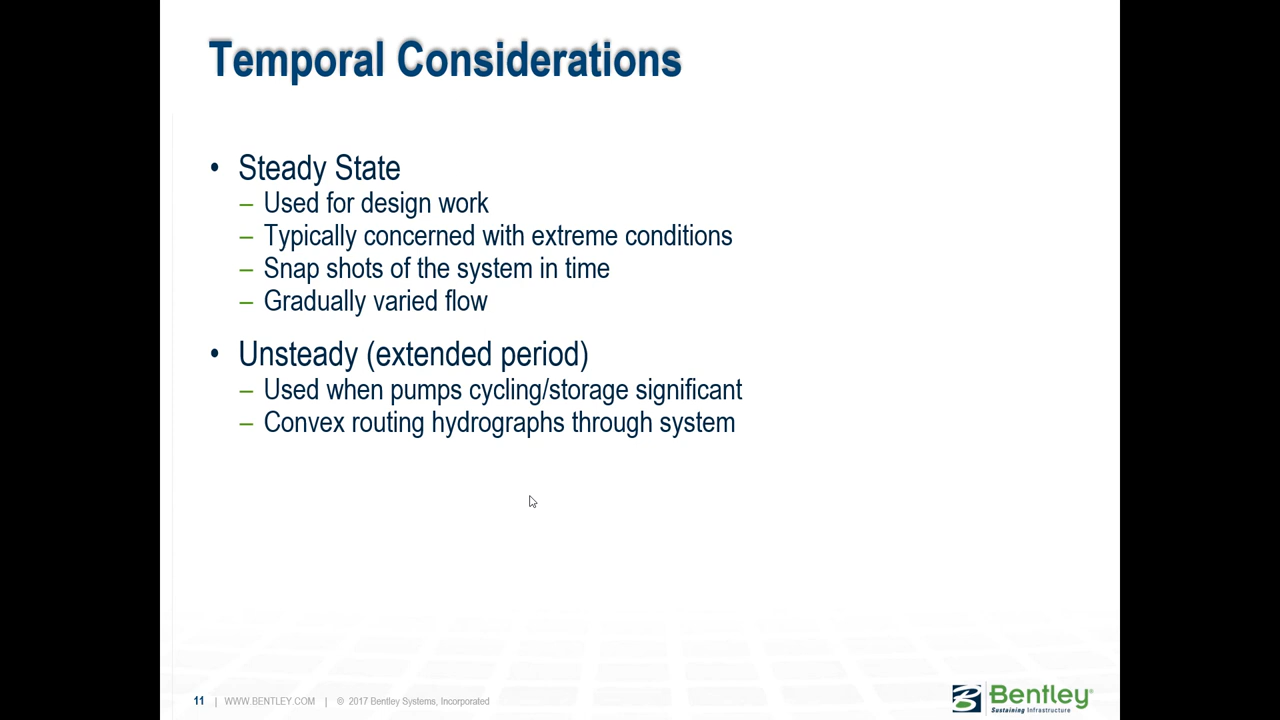 Temporal Considerations
• Steady State
– Used for design work
– Typically concerned with extreme conditions
– Snap shots of the system in time
– Gradually varied flow
• Unsteady (extended period)
– Used when pumps cycling/storage significant
– Convex routing hydrographs through system
11 | WWW.BENTLEY.COM | © 2017 Bentley Systems, Incorporated
Bentley®
Sustaining Infrastructure